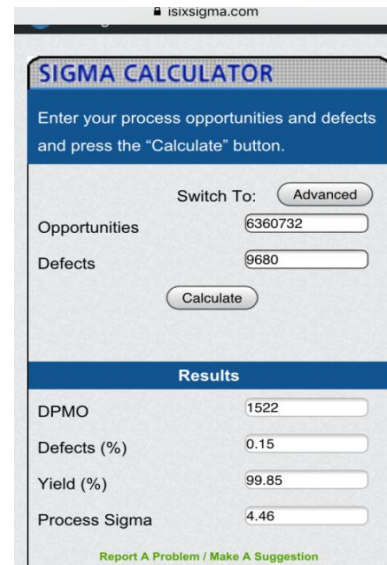 isixsigma.com
SIGMA CALCULATOR
Enter your process opportunities and defects
and press the “Calculate” button.
Switch To: Advanced
Opportunities 6360732
Defects 9680
Calculate
Results
DPMO 1522
Defects (%) 0.15
Yield (%) 99.85
Process Sigma 4.46
Report A Problem / Make A Suggestion